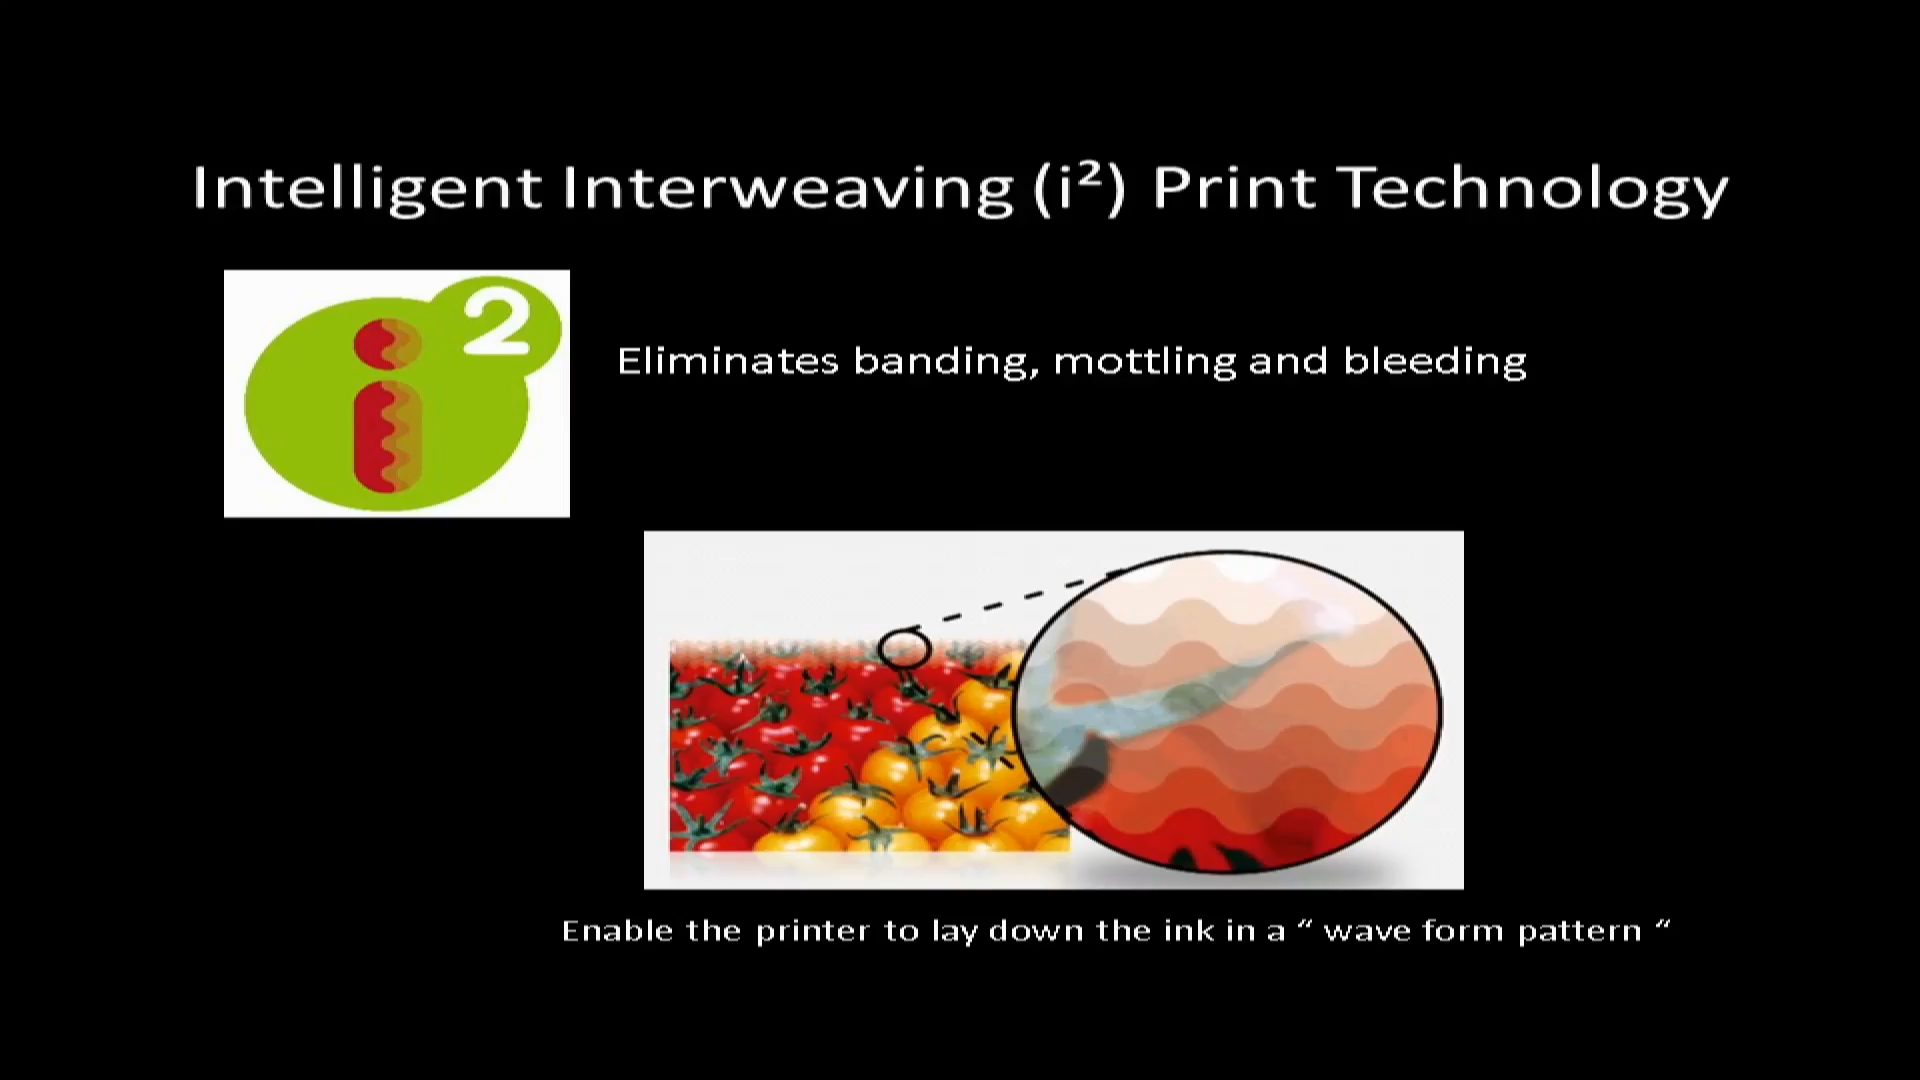 Intelligent Interweaving (i²) Print Technology
i2
Eliminates banding, mottling and bleeding
Enable the printer to lay down the ink in a “ wave form pattern “